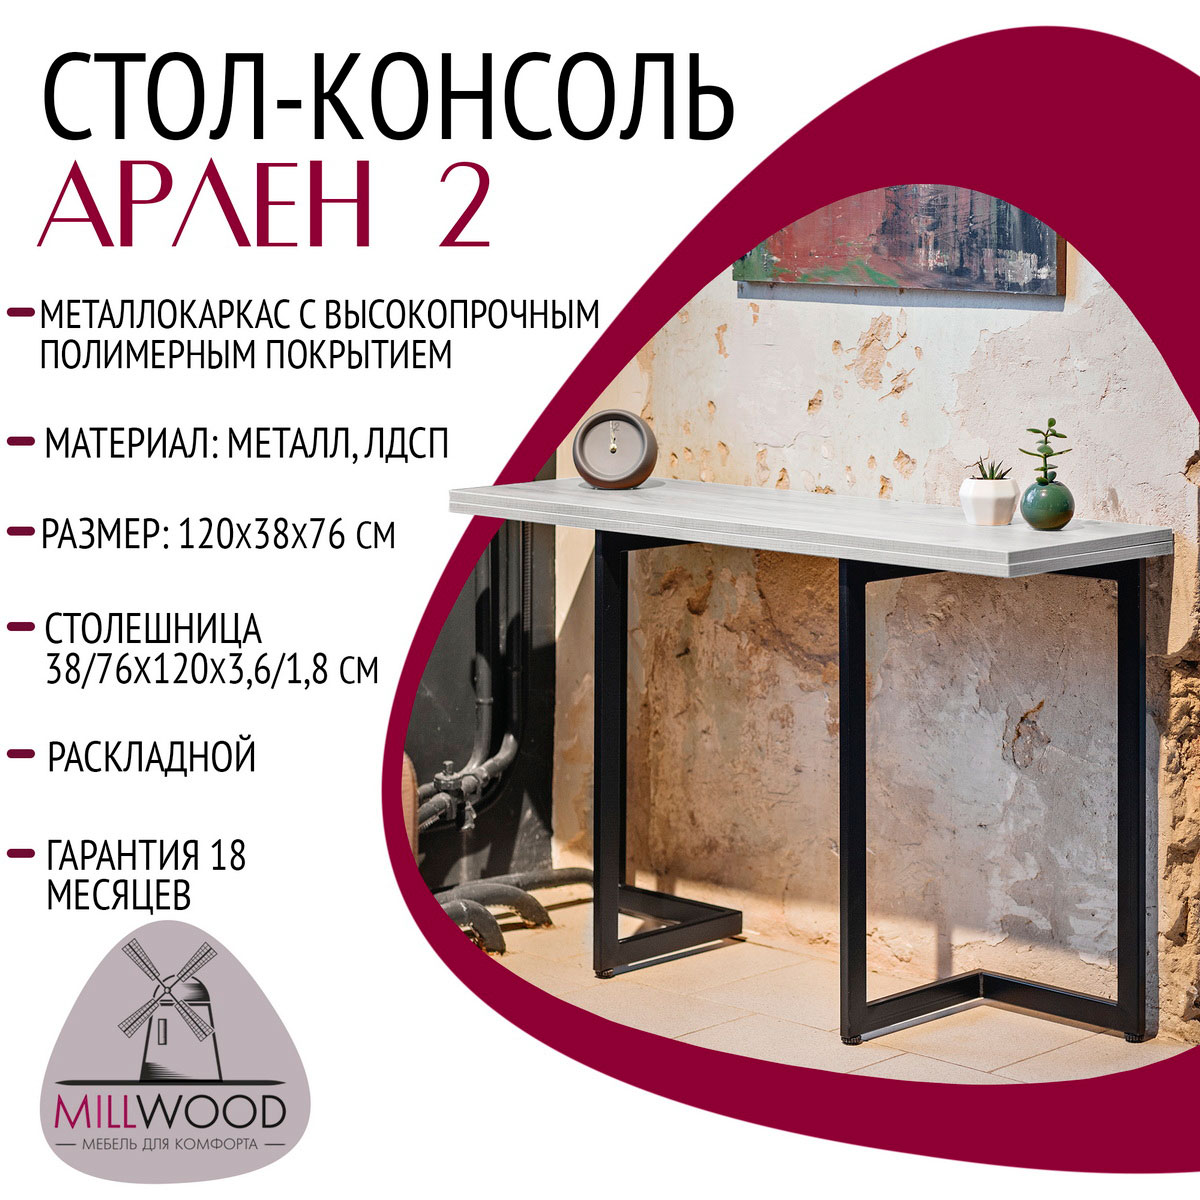 СТОЛ-КОНСОЛЬ
АРЛЕН 2
МЕТАЛЛОКАРКАС С ВЫСОКОПРОЧНЫМ
ПОЛИМЕРНЫМ ПОКРЫТИЕМ
МАТЕРИАЛ: МЕТАЛЛ, ЛДСП
РАЗМЕР: 120х38х76 СМ
СТОЛЕШНИЦА
38/76х120х3,6/1,8 СМ
РАСКЛАДНОЙ
ГАРАНТИЯ 18
МЕСЯЦЕВ
MILLWOOD
— МЕБЕЛЬ ДЛЯ КОМФОРТА —